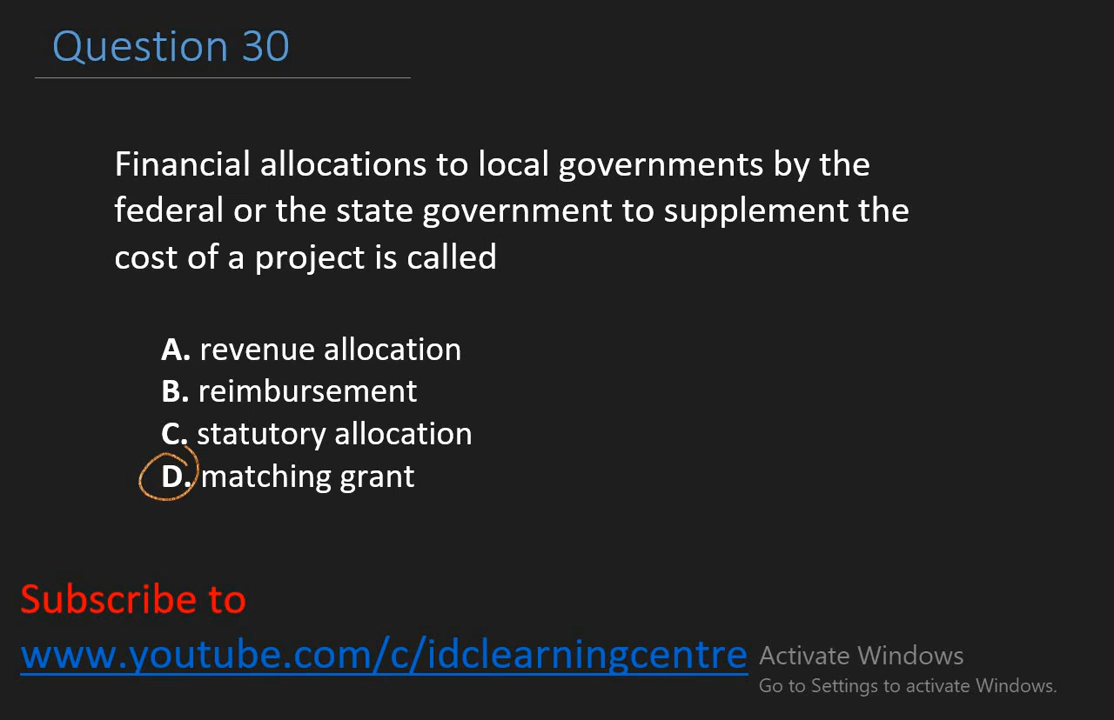 Question 30
Financial allocations to local governments by the
federal or the state government to supplement the
cost of a project is called
A. revenue allocation
B. reimbursement
C. statutory allocation
D. matching grant
Subscribe to
www.youtube.com/c/idclearningcentre
Activate Windows
Go to Settings to activate Windows.